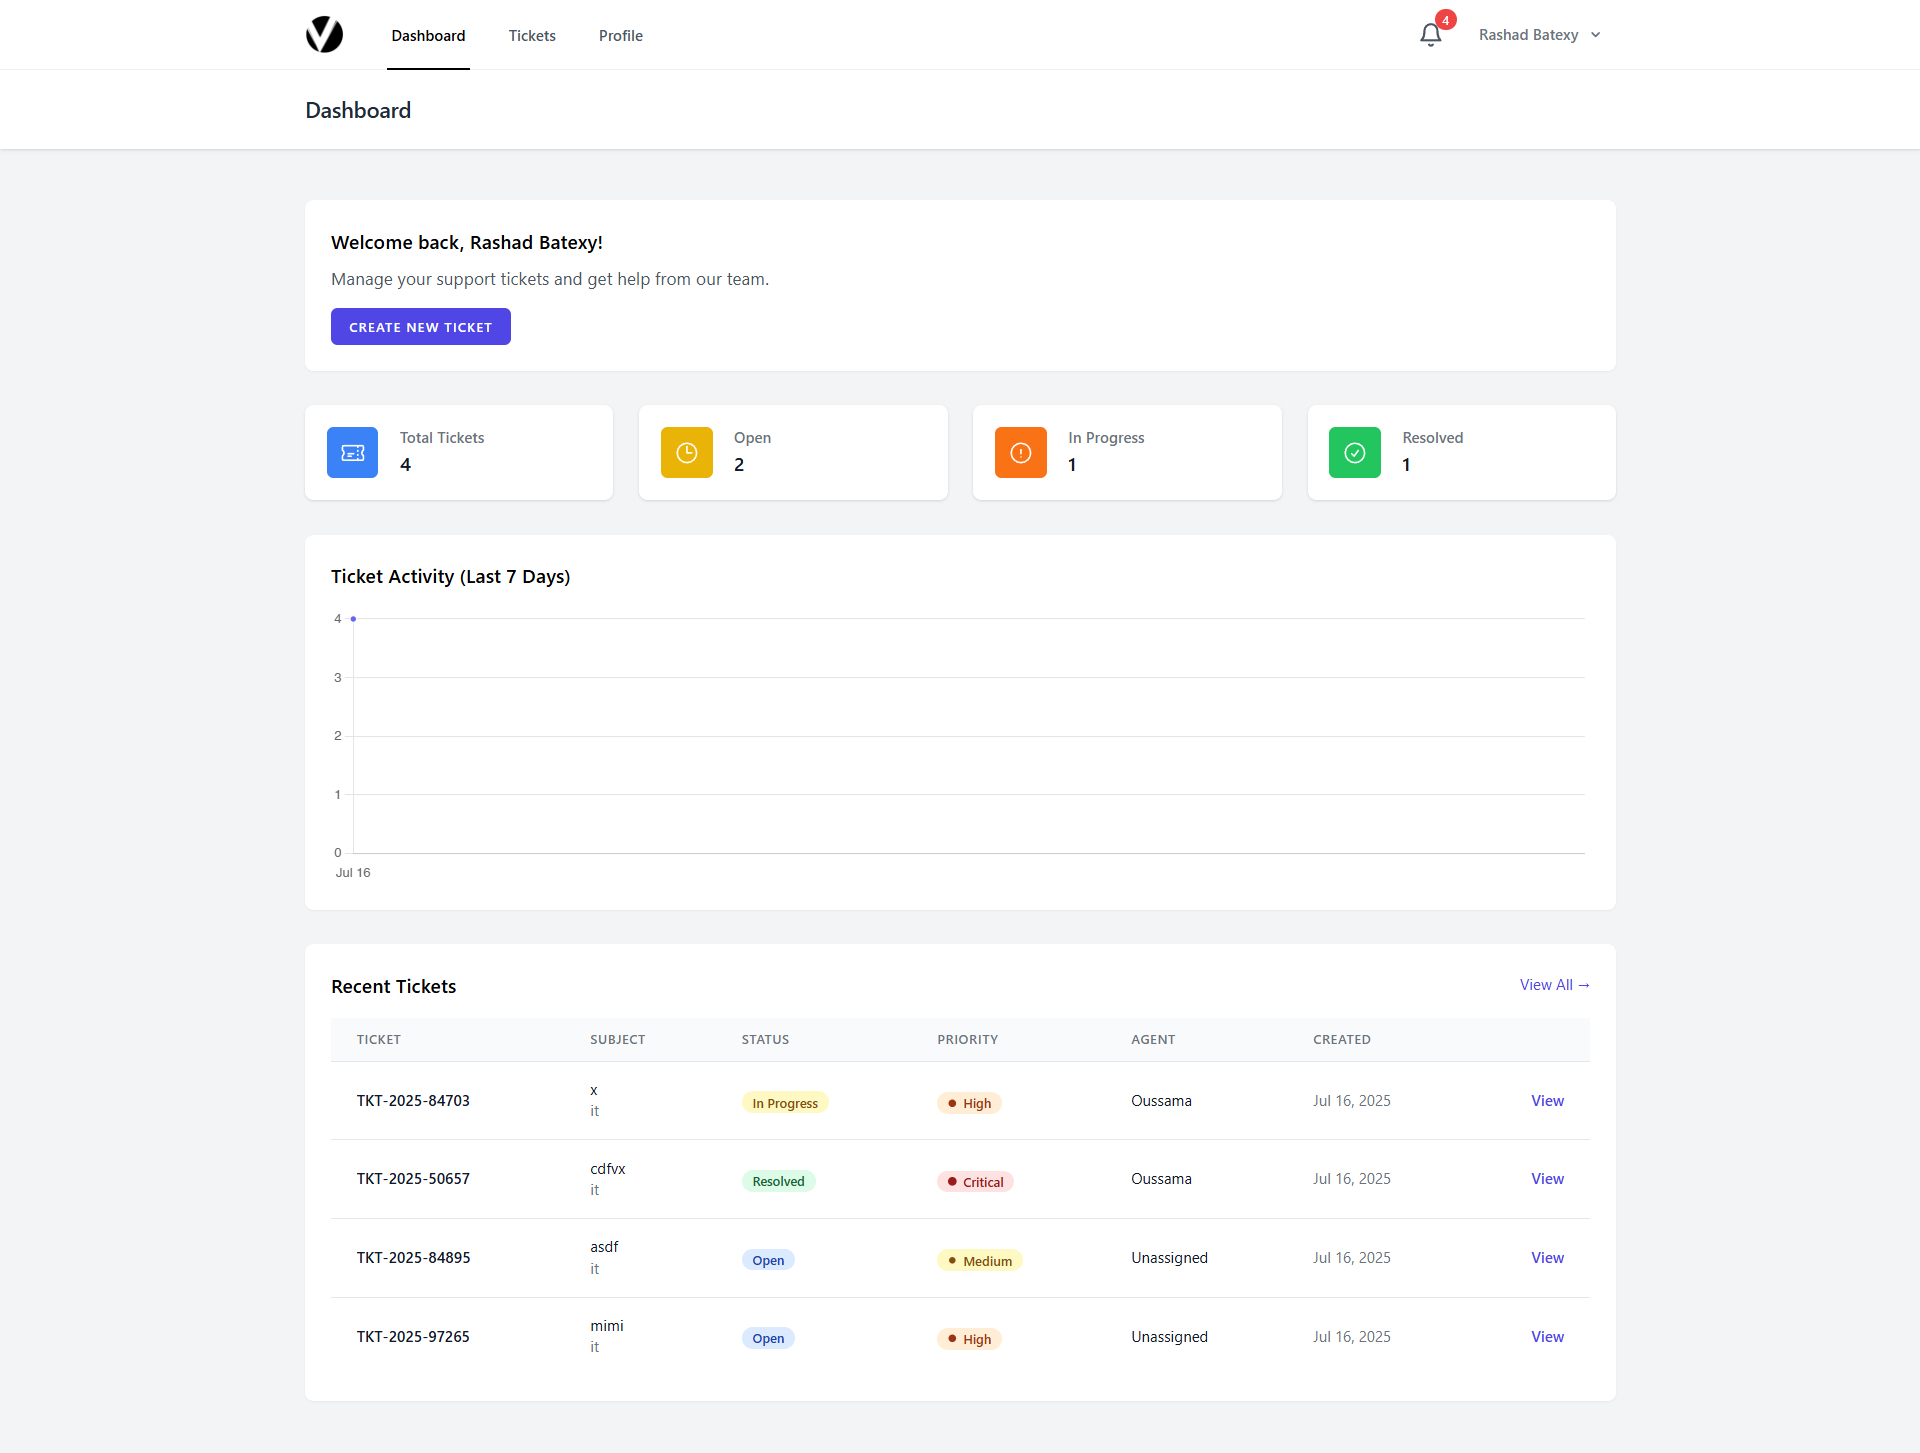 Dashboard Tickets Profile 4 Rashad Batexy
Dashboard
Welcome back, Rashad Batexy!
Manage your support tickets and get help from our team.
CREATE NEW TICKET
Total Tickets
4
Open
2
In Progress
1
Resolved
1
Ticket Activity (Last 7 Days)
4
3
2
1
0
Jul 16
Recent Tickets View All →
TICKET SUBJECT STATUS PRIORITY AGENT CREATED
TKT-2025-84703 x it In Progress High Oussama Jul 16, 2025 View
TKT-2025-50657 cdfvx it Resolved Critical Oussama Jul 16, 2025 View
TKT-2025-84895 asdf it Open Medium Unassigned Jul 16, 2025 View
TKT-2025-97265 mimi it Open High Unassigned Jul 16, 2025 View